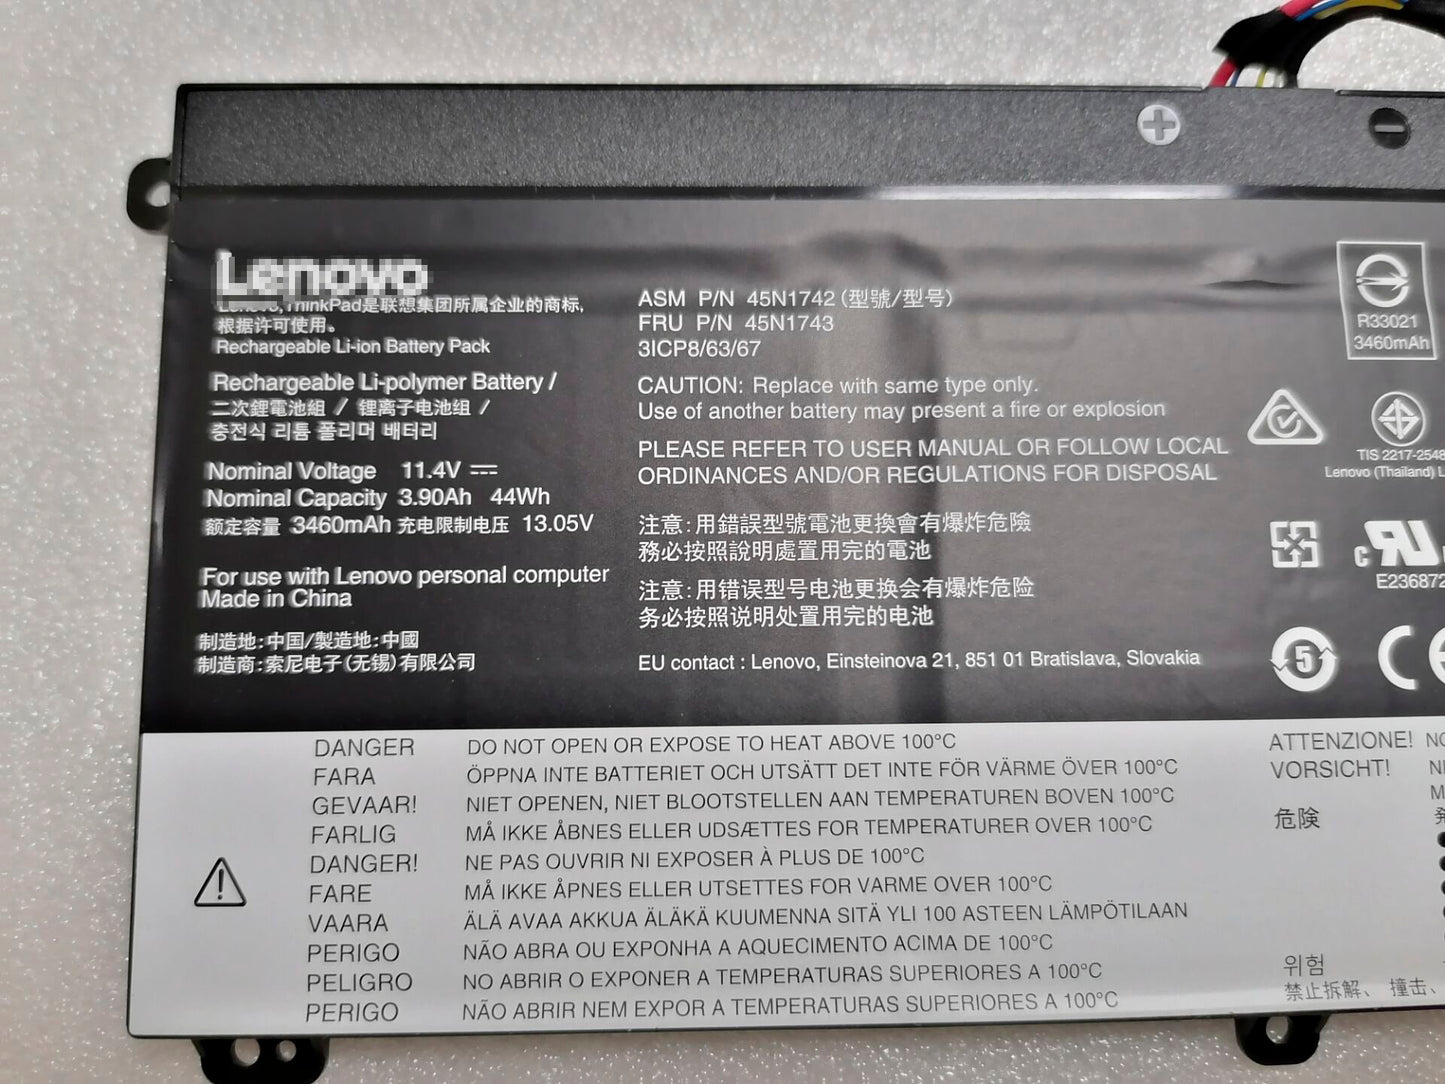 Lenovo
Lenovo, ThinkPad是联想集团所属企业的商标,
根据许可使用。
Rechargeable Li-ion Battery Pack
Rechargeable Li-polymer Battery /
二次鋰電池組 / 锂离子电池组 /
충전식 리튬 폴리머 배터리
Nominal Voltage 11.4V
Nominal Capacity 3.90Ah 44Wh
额定容量 3460mAh 充电限制电压 13.05V
For use with Lenovo personal computer
Made in China
制造地:中国/製造地:中國
制造商:索尼电子(无锡)有限公司
ASM P/N 45N1742 (型號/型号)
FRU P/N 45N1743
3ICP8/63/67
CAUTION: Replace with same type only.
Use of another battery may present a fire or explosion
PLEASE REFER TO USER MANUAL OR FOLLOW LOCAL
ORDINANCES AND/OR REGULATIONS FOR DISPOSAL
注意:用錯誤型號電池更換會有爆炸危險
務必按照說明處置用完的電池
注意:用错误型号电池更换会有爆炸危险
务必按照说明处置用完的电池
EU contact : Lenovo, Einsteinova 21, 851 01 Bratislava, Slovakia
R33021
3460mAh
TIS 2217-2548
Lenovo (Thailand) L
E236872
5
DANGER DO NOT OPEN OR EXPOSE TO HEAT ABOVE 100°C
FARA ÖPPNA INTE BATTERIET OCH UTSÄTT DET INTE FÖR VÄRME ÖVER 100°C
GEVAAR! NIET OPENEN, NIET BLOOTSTELLEN AAN TEMPERATUREN BOVEN 100°C
FARLIG MÅ IKKE ÅBNES ELLER UDSÆTTES FOR TEMPERATURER OVER 100°C
DANGER! NE PAS OUVRIR NI EXPOSER À PLUS DE 100°C
FARE MÅ IKKE ÅPNES ELLER UTSETTES FOR VARME OVER 100°C
VAARA ÄLÄ AVAA AKKUA ÄLÄKÄ KUUMENNA SITÄ YLI 100 ASTEEN LÄMPÖTILAAN
PERIGO NÃO ABRA OU EXPONHA A AQUECIMENTO ACIMA DE 100°C
PELIGRO NO ABRIR O EXPONER A TEMPERATURAS SUPERIORES A 100°C
PERIGO NÃO ABRIR NEM EXPOR A TEMPERATURAS SUPERIORES A 100°C
ATTENZIONE!
VORSICHT!
危険
위험
禁止拆解、撞击、